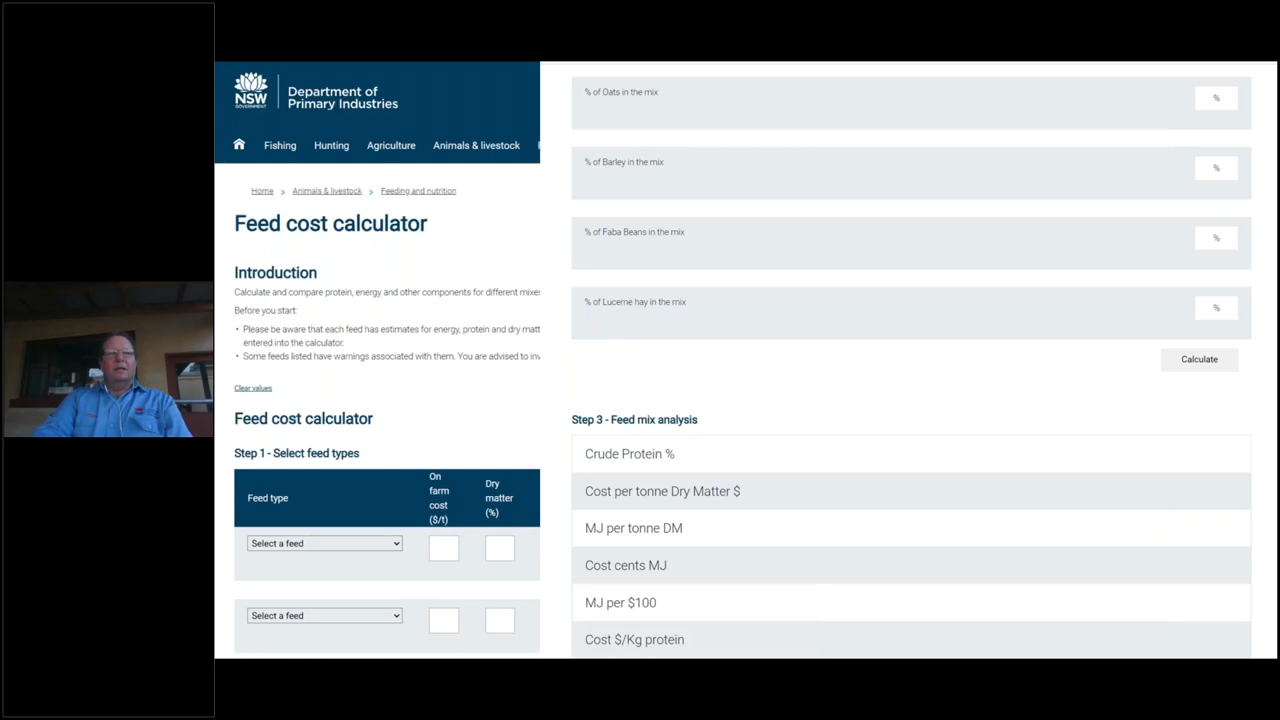 NSW
GOVERNMENT
Department of
Primary Industries
Fishing
Hunting
Agriculture
Animals & livestock
Home > Animals & livestock > Feeding and nutrition
Feed cost calculator
Introduction
Calculate and compare protein, energy and other components for different mixes
Before you start:
• Please be aware that each feed has estimates for energy, protein and dry matt
entered into the calculator.
• Some feeds listed have warnings associated with them. You are advised to inv
Clear values
Feed cost calculator
Step 1 - Select feed types
Feed type
On
farm
cost
($/t)
Dry
matter
(%)
Select a feed
Select a feed
% of Oats in the mix
%
% of Barley in the mix
%
% of Faba Beans in the mix
%
% of Lucerne hay in the mix
%
Calculate
Step 3 - Feed mix analysis
Crude Protein %
Cost per tonne Dry Matter $
MJ per tonne DM
Cost cents MJ
MJ per $100
Cost $/Kg protein